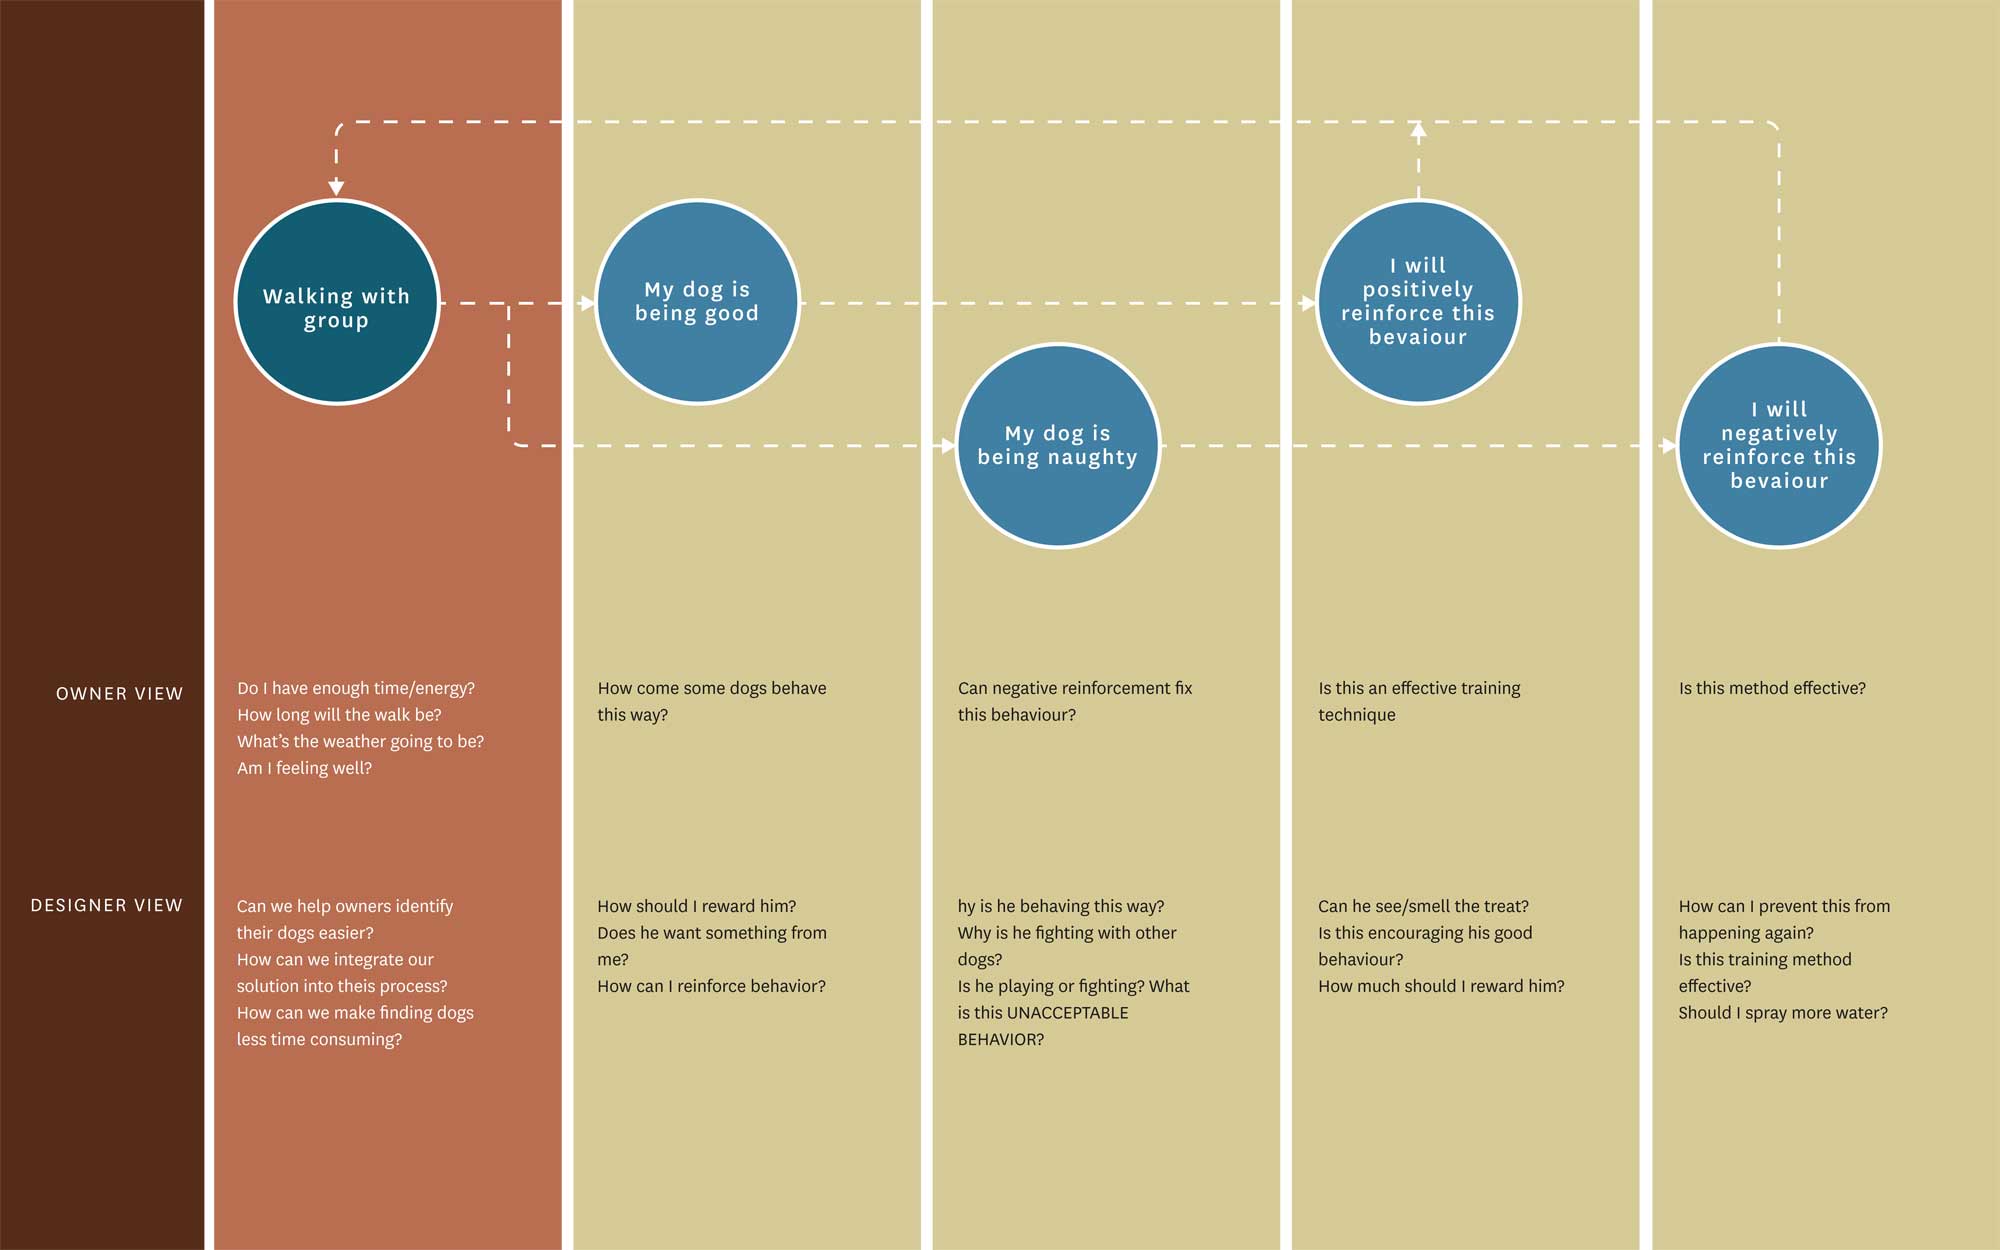 Walking with
group
My dog is
being good
My dog is
being naughty
I will
positively
reinforce this
bevaiour
I will
negatively
reinforce this
bevaiour
OWNER VIEW
Do I have enough time/energy?
How long will the walk be?
What's the weather going to be?
Am I feeling well?
How come some dogs behave
this way?
Can negative reinforcement fix
this behaviour?
Is this an effective training
technique
Is this method effective?
DESIGNER VIEW
Can we help owners identify
their dogs easier?
How can we integrate our
solution into theis process?
How can we make finding dogs
less time consuming?
How should I reward him?
Does he want something from
me?
How can I reinforce behavior?
hy is he behaving this way?
Why is he fighting with other
dogs?
Is he playing or fighting? What
is this UNACCEPTABLE
BEHAVIOR?
Can he see/smell the treat?
Is this encouraging his good
behaviour?
How much should I reward him?
How can I prevent this from
happening again?
Is this training method
effective?
Should I spray more water?